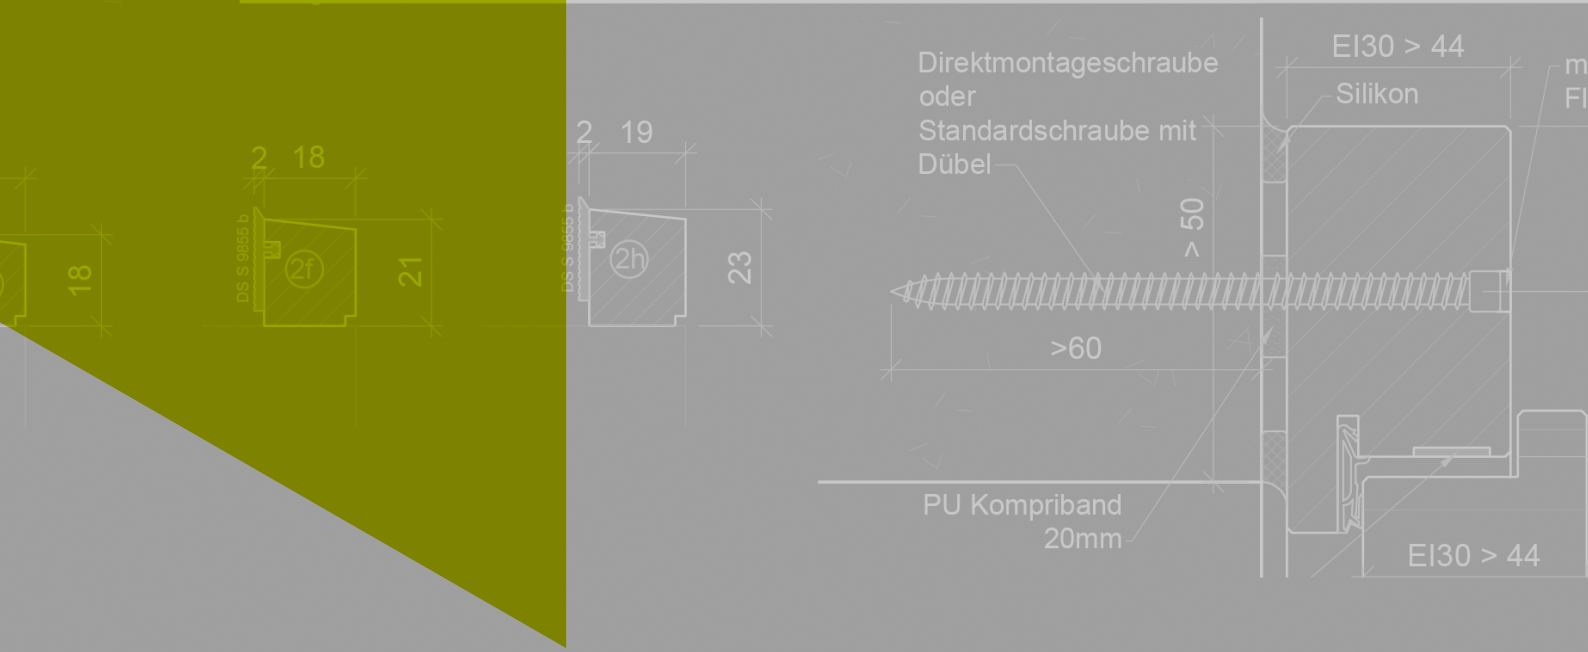 EI30 > 44
Direktmontageschraube
oder
Standardschraube mit
Dübel
Silikon
2 19
2 18
> 50
DS S 9855 b
DS S 9855 b
2f
2h
18
21
23
>60
PU Kompriband
20mm
EI30 > 44